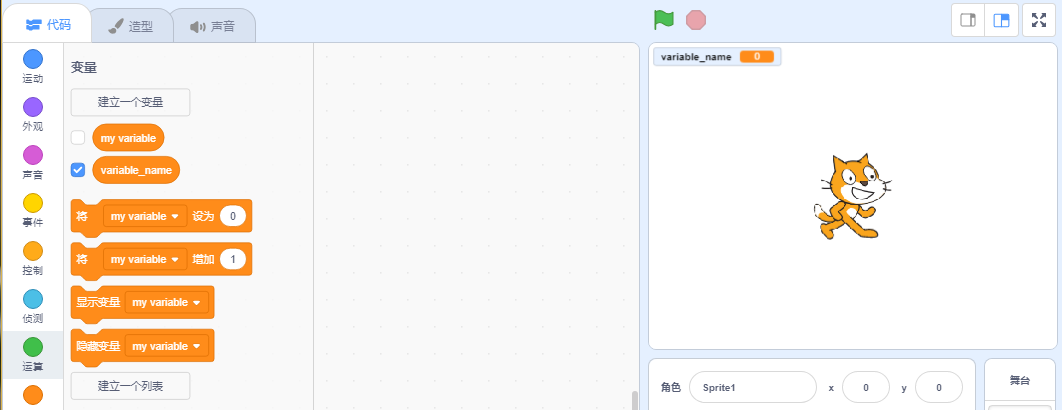 代码
造型
声音
运动
外观
声音
事件
控制
侦测
运算
变量
建立一个变量
my variable
variable_name
将 my variable 设为 0
将 my variable 增加 1
显示变量 my variable
隐藏变量 my variable
建立一个列表
variable_name 0
角色 Sprite1 x 0 y 0
舞台